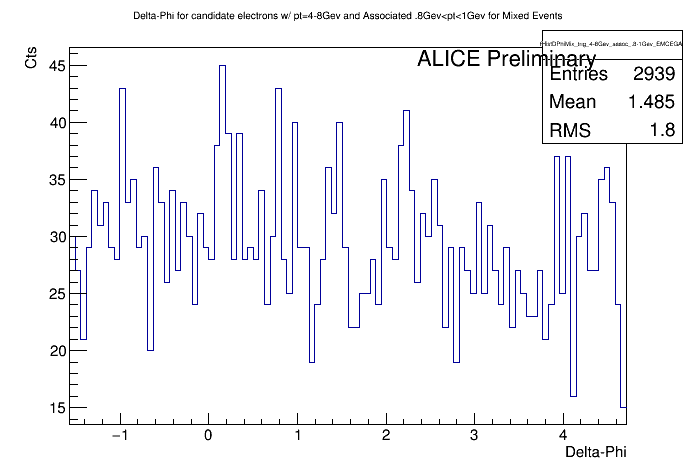 Delta-Phi for candidate electrons w/ pt=4-8Gev and Associated .8Gev<pt<1Gev for Mixed Events
Cts
ALICE Preliminary
Entries 2939
Mean 1.485
RMS 1.8
45
40
35
30
25
20
15
−1 0 1 2 3 4
Delta-Phi